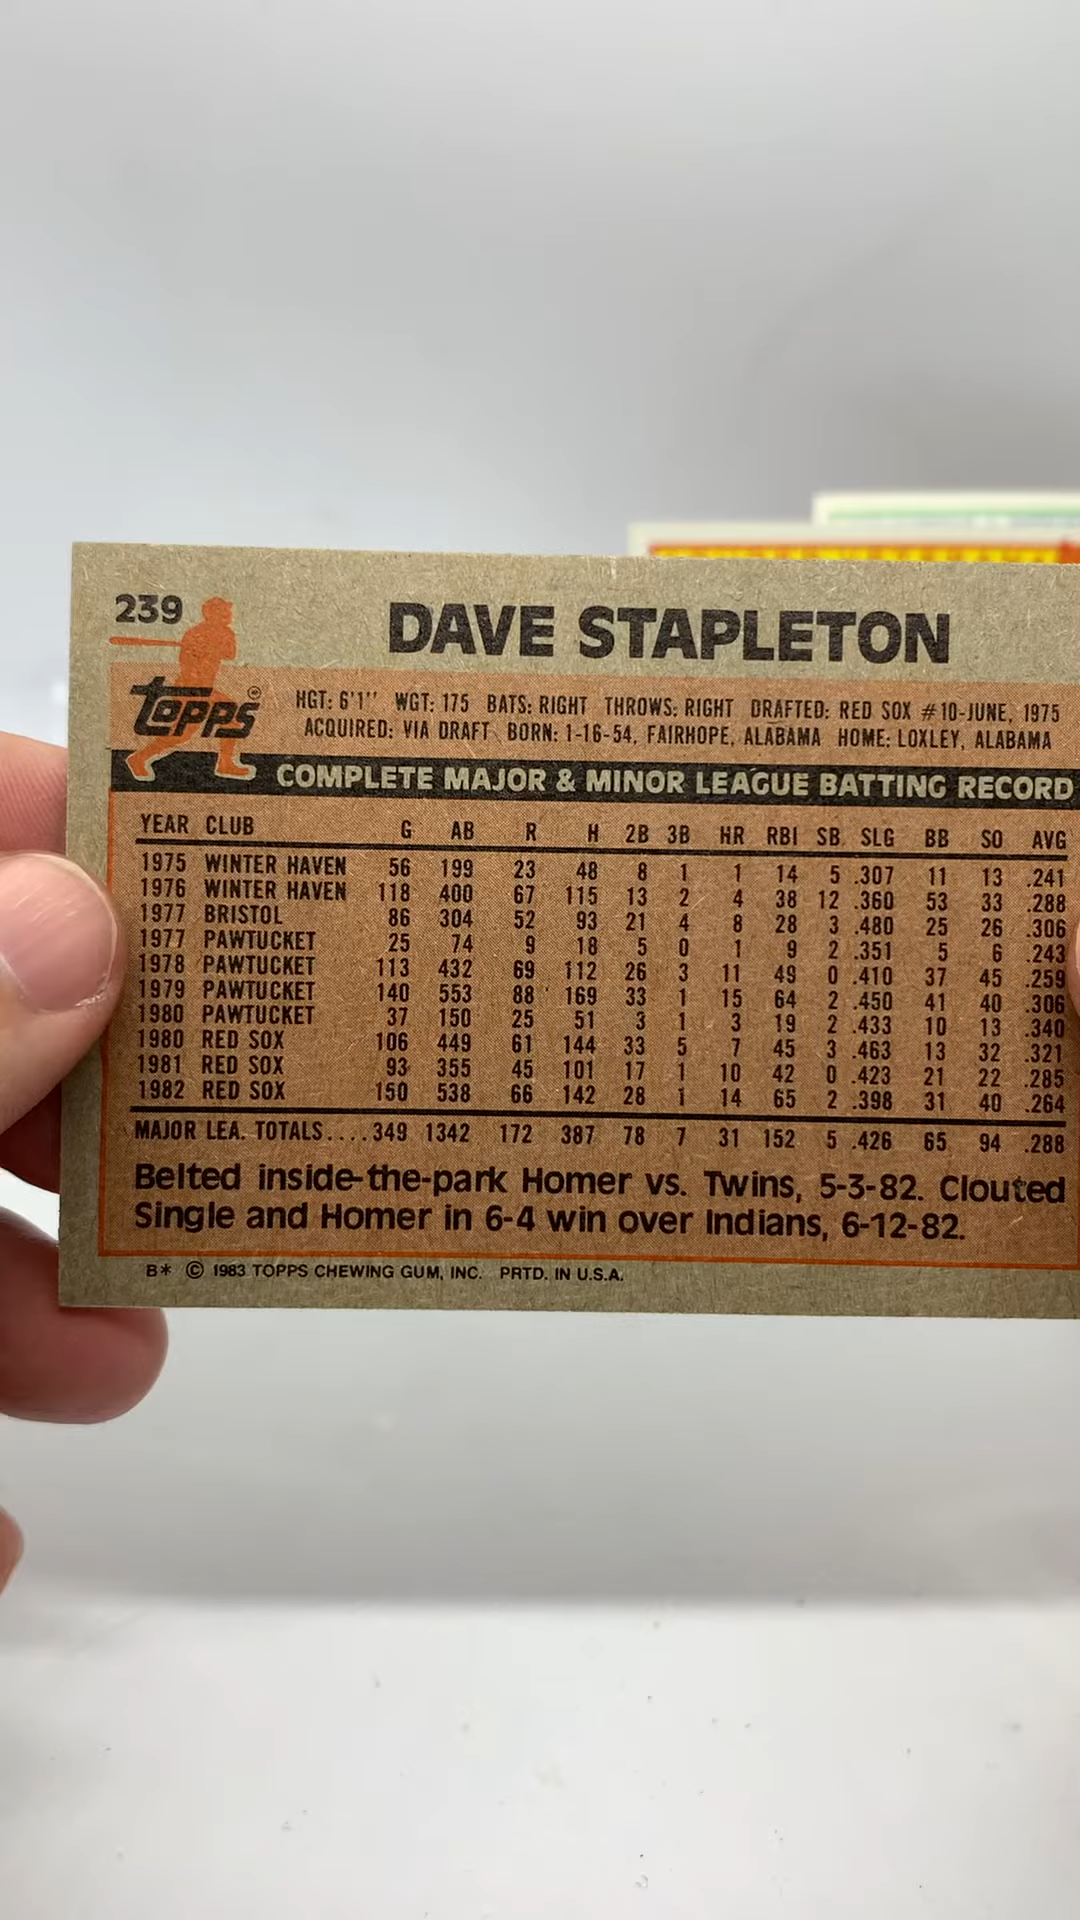 239
DAVE STAPLETON
topps ®
HGT: 6'1" WGT: 175 BATS: RIGHT THROWS: RIGHT DRAFTED: RED SOX #10-JUNE, 1975
ACQUIRED: VIA DRAFT BORN: 1-16-54, FAIRHOPE, ALABAMA HOME: LOXLEY, ALABAMA
COMPLETE MAJOR & MINOR LEAGUE BATTING RECORD
YEAR CLUB G AB R H 2B 3B HR RBI SB SLG BB SO AVG
1975 WINTER HAVEN 56 199 23 48 8 1 1 14 5 .307 11 13 .241
1976 WINTER HAVEN 118 400 67 115 13 2 4 38 12 .360 53 33 .288
1977 BRISTOL 86 304 52 93 21 4 8 28 3 .480 25 26 .306
1977 PAWTUCKET 25 74 9 18 5 0 1 9 2 .351 5 6 .243
1978 PAWTUCKET 113 432 69 112 26 3 11 49 0 .410 37 45 .259
1979 PAWTUCKET 140 553 88 169 33 1 15 64 2 .450 41 40 .306
1980 PAWTUCKET 37 150 25 51 3 1 3 19 2 .433 10 13 .340
1980 RED SOX 106 449 61 144 33 5 7 45 3 .463 13 32 .321
1981 RED SOX 93 355 45 101 17 1 10 42 0 .423 21 22 .285
1982 RED SOX 150 538 66 142 28 1 14 65 2 .398 31 40 .264
MAJOR LEA. TOTALS....349 1342 172 387 78 7 31 152 5 .426 65 94 .288
Belted inside-the-park Homer vs. Twins, 5-3-82. Clouted
Single and Homer in 6-4 win over Indians, 6-12-82.
B* © 1983 TOPPS CHEWING GUM, INC. PRTD. IN U.S.A.